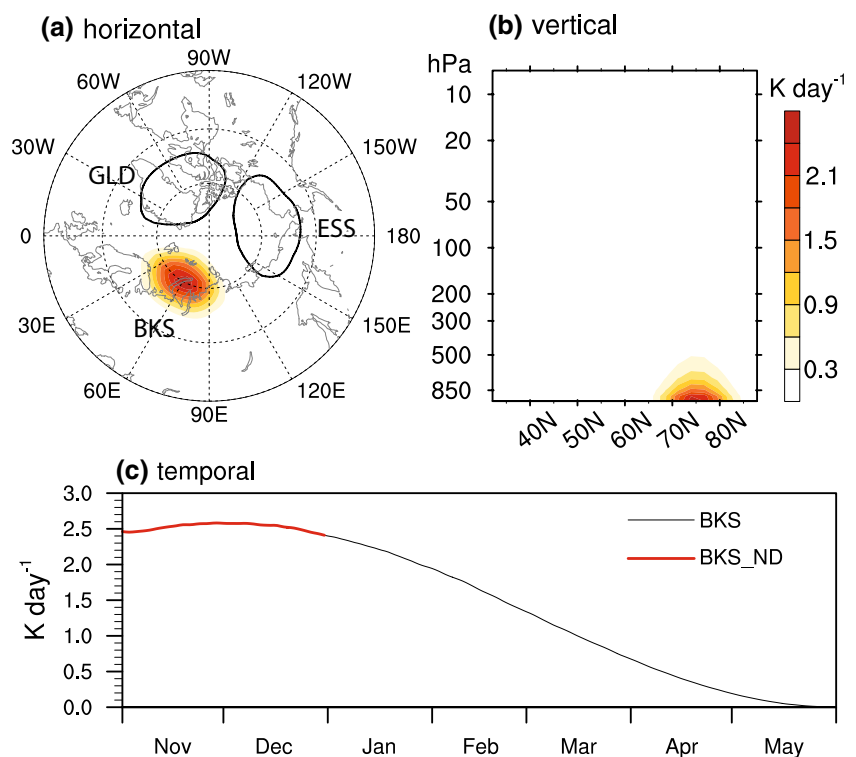 (a) horizontal
90W
60W
120W
30W
150W
GLD
ESS
0
180
BKS
30E
150E
60E
120E
90E
(b) vertical
hPa
K day-1
10
20
50
100
200
300
500
850
40N
50N
60N
70N
80N
2.1
1.5
0.9
0.3
(c) temporal
K day-1
3.0
2.5
2.0
1.5
1.0
0.5
0.0
BKS
BKS_ND
Nov
Dec
Jan
Feb
Mar
Apr
May